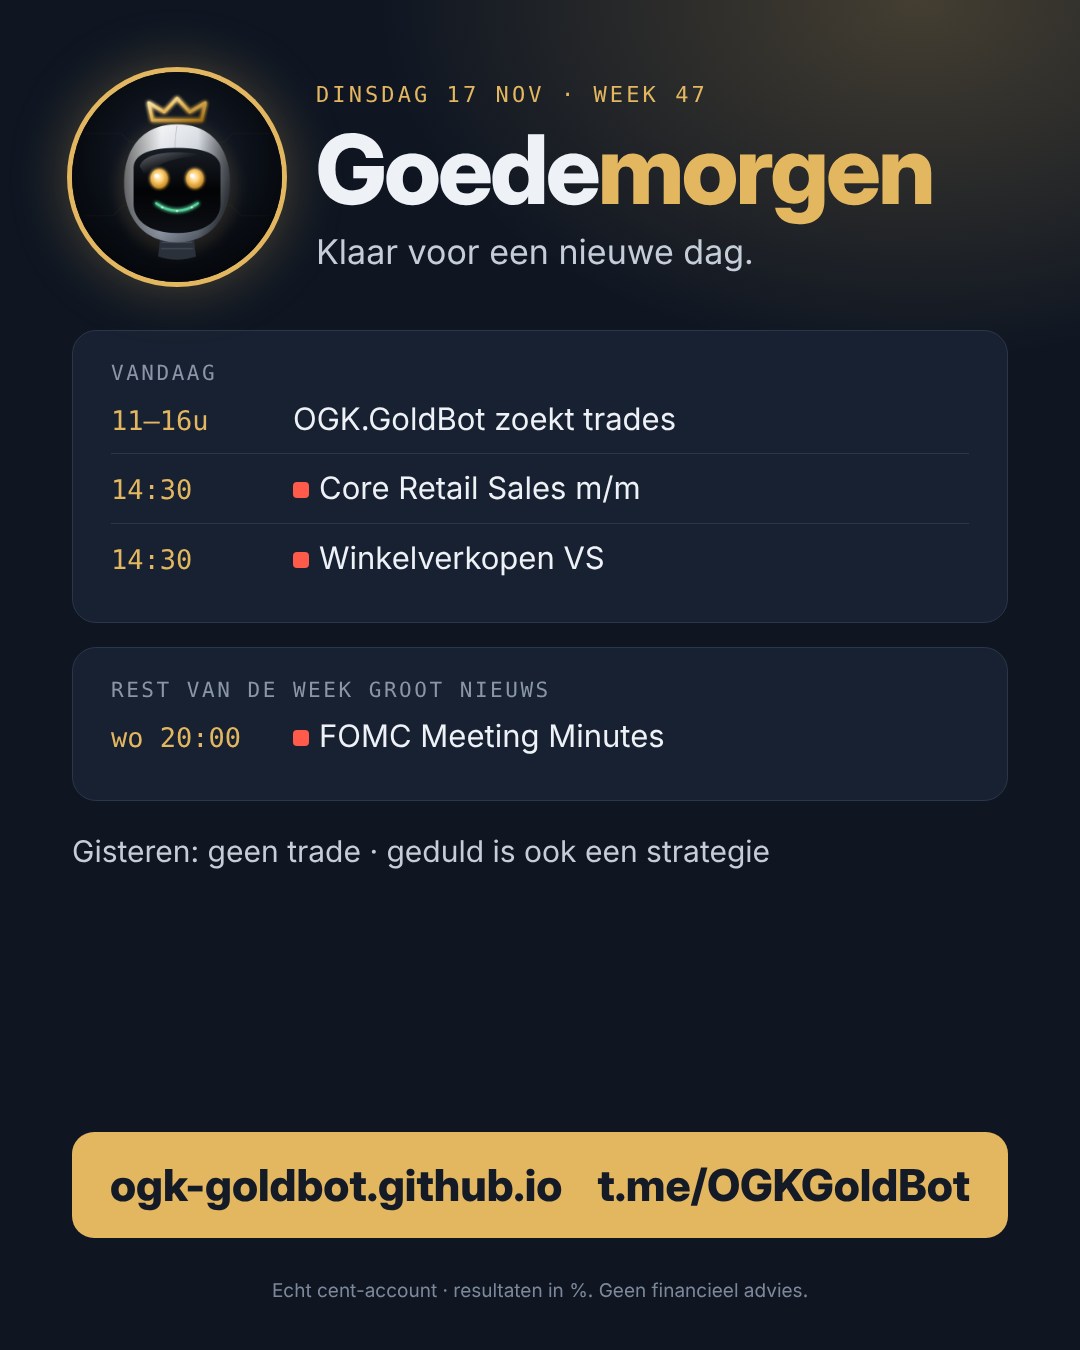 DINSDAG 17 NOV · WEEK 47
Goedemorgen
Klaar voor een nieuwe dag.
VANDAAG
11–16u OGK.GoldBot zoekt trades
14:30 Core Retail Sales m/m
14:30 Winkelverkopen VS
REST VAN DE WEEK GROOT NIEUWS
wo 20:00 FOMC Meeting Minutes
Gisteren: geen trade · geduld is ook een strategie
ogk-goldbot.github.io t.me/OGKGoldBot
Echt cent-account · resultaten in %. Geen financieel advies.